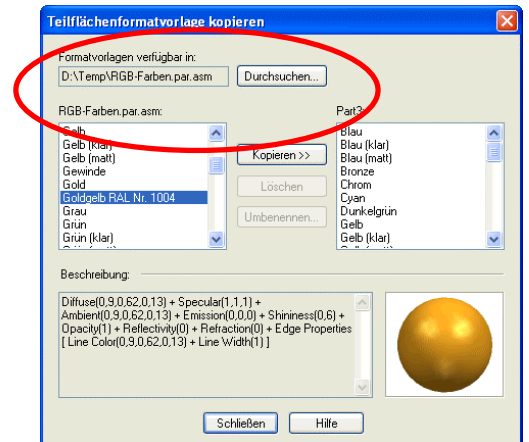 Teilflächenformatvorlage kopieren
Formatvorlagen verfügbar in:
D:\Temp\RGB-Farben.par.asm
Durchsuchen...
RGB-Farben.par.asm:
Part3:
Gelb
Gelb (klar)
Gelb (matt)
Gewinde
Gold
Goldgelb RAL Nr. 1004
Grau
Grün
Grün (klar)
Kopieren >>
Löschen
Umbenennen...
Blau
Blau (klar)
Blau (matt)
Bronze
Chrom
Cyan
Dunkelgrün
Gelb
Gelb (klar)
Beschreibung:
Diffuse(0,9,0,62,0,13) + Specular(1,1,1) +
Ambient(0,9,0,62,0,13) + Emission(0,0,0) + Shininess(0,6) +
Opacity(1) + Reflectivity(0) + Refraction(0) + Edge Properties
[ Line Color(0,9,0,62,0,13) + Line Width(1) ]
Schließen
Hilfe